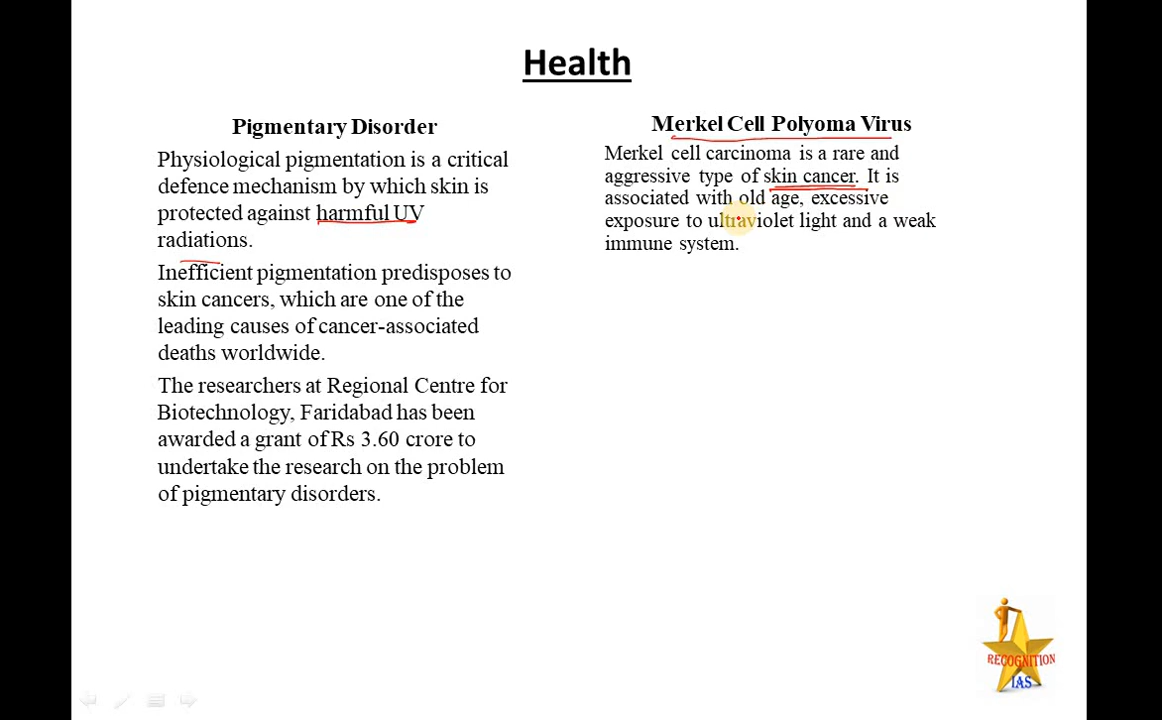 Health
Pigmentary Disorder
Physiological pigmentation is a critical
defence mechanism by which skin is
protected against harmful UV
radiations.
Inefficient pigmentation predisposes to
skin cancers, which are one of the
leading causes of cancer-associated
deaths worldwide.
The researchers at Regional Centre for
Biotechnology, Faridabad has been
awarded a grant of Rs 3.60 crore to
undertake the research on the problem
of pigmentary disorders.
Merkel Cell Polyoma Virus
Merkel cell carcinoma is a rare and
aggressive type of skin cancer. It is
associated with old age, excessive
exposure to ultraviolet light and a weak
immune system.
RECOGNITION
IAS